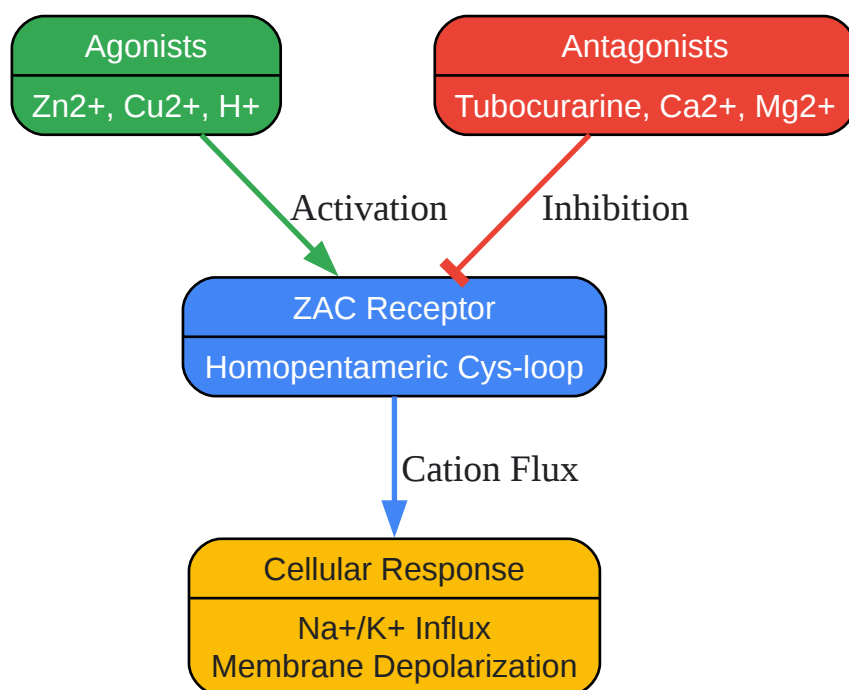 Agonists
Zn2+, Cu2+, H+
Antagonists
Tubocurarine, Ca2+, Mg2+
Activation
Inhibition
ZAC Receptor
Homopentameric Cys-loop
Cation Flux
Cellular Response
Na+/K+ Influx
Membrane Depolarization